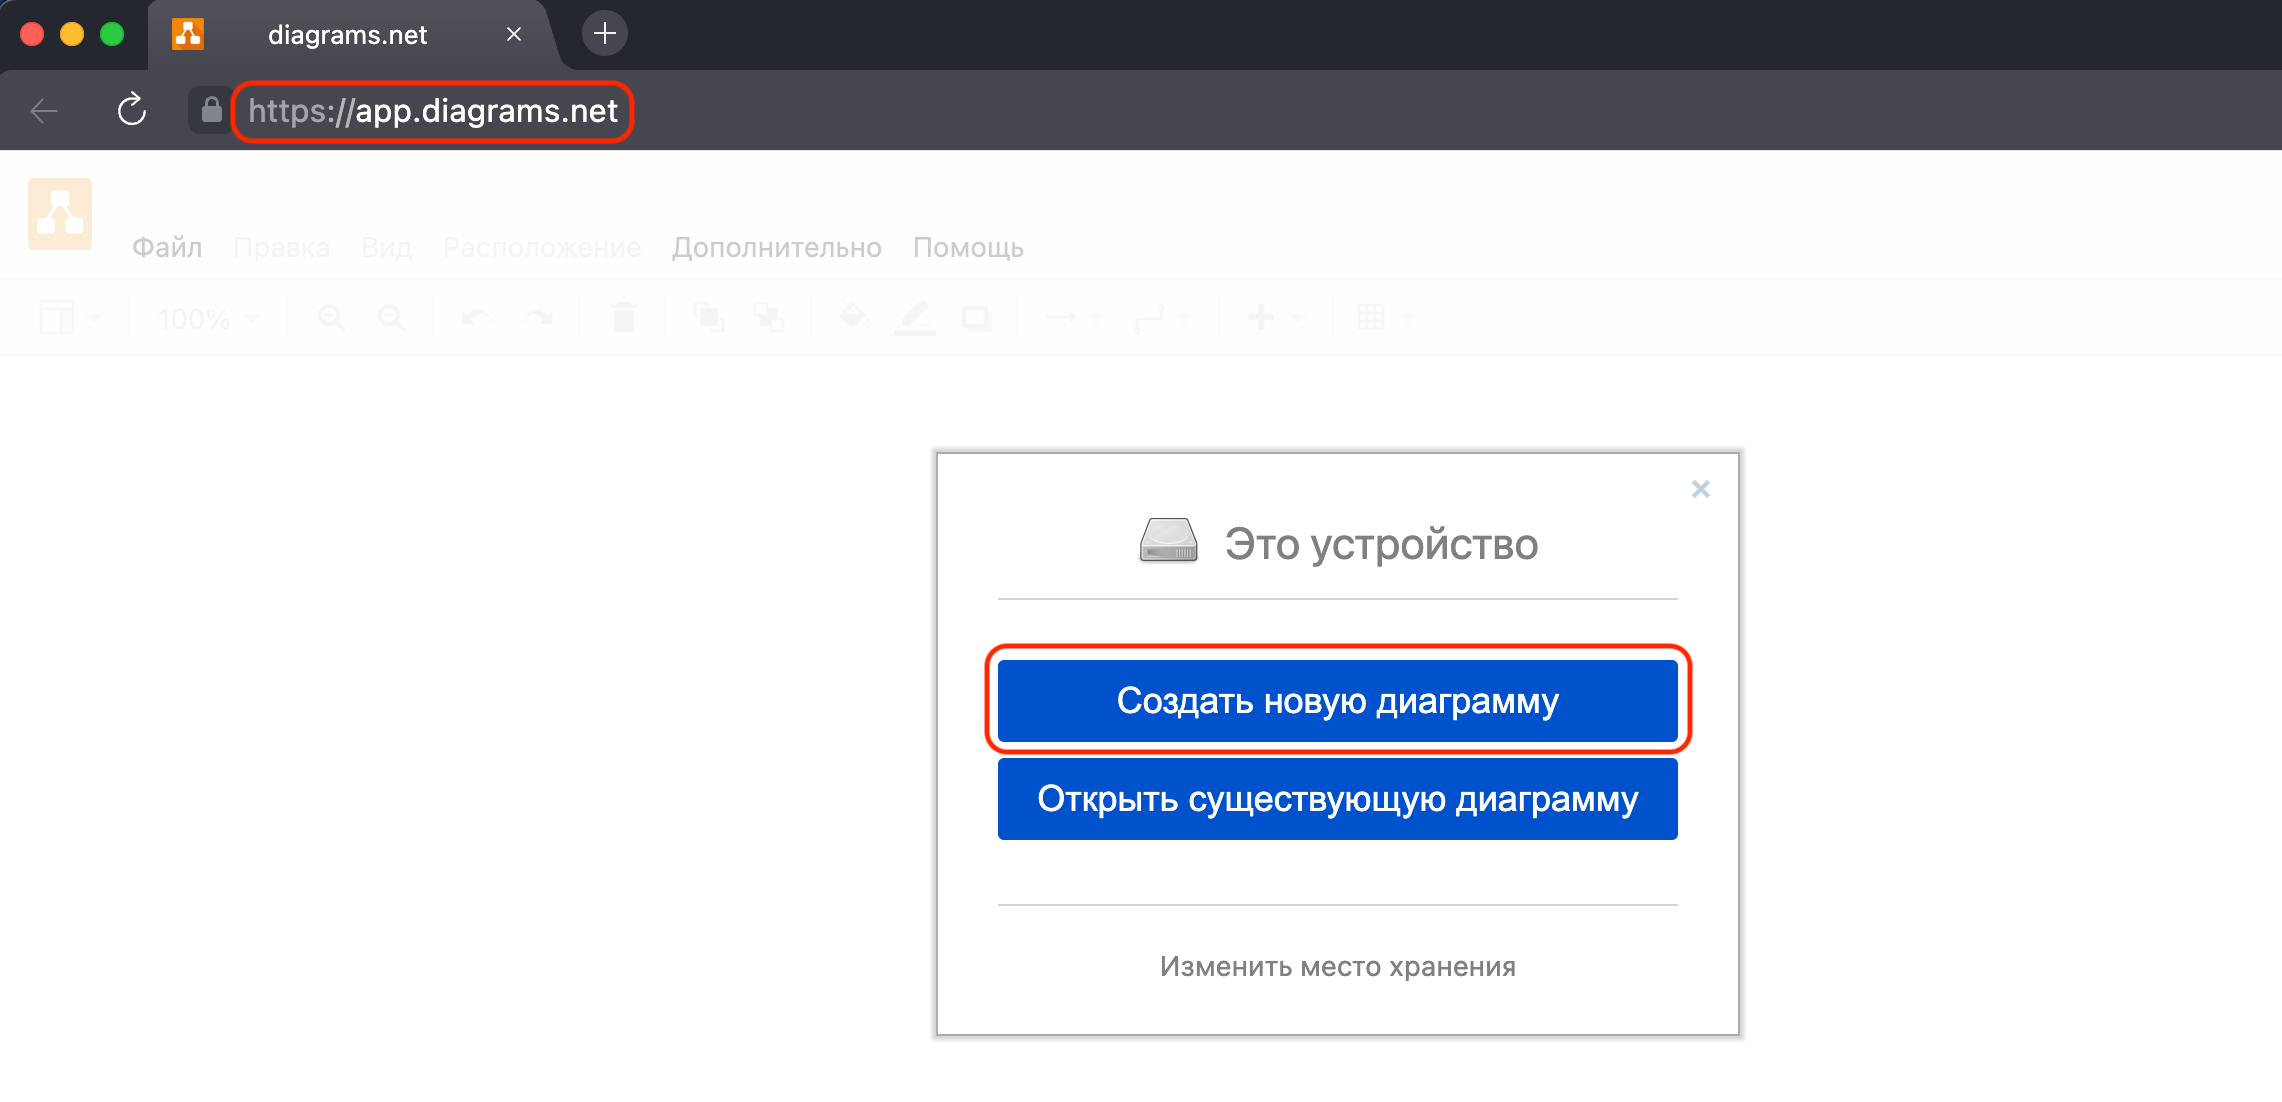 diagrams.net
https://app.diagrams.net
Файл Правка Вид Расположение Дополнительно Помощь
100%
Это устройство
Создать новую диаграмму
Открыть существующую диаграмму
Изменить место хранения